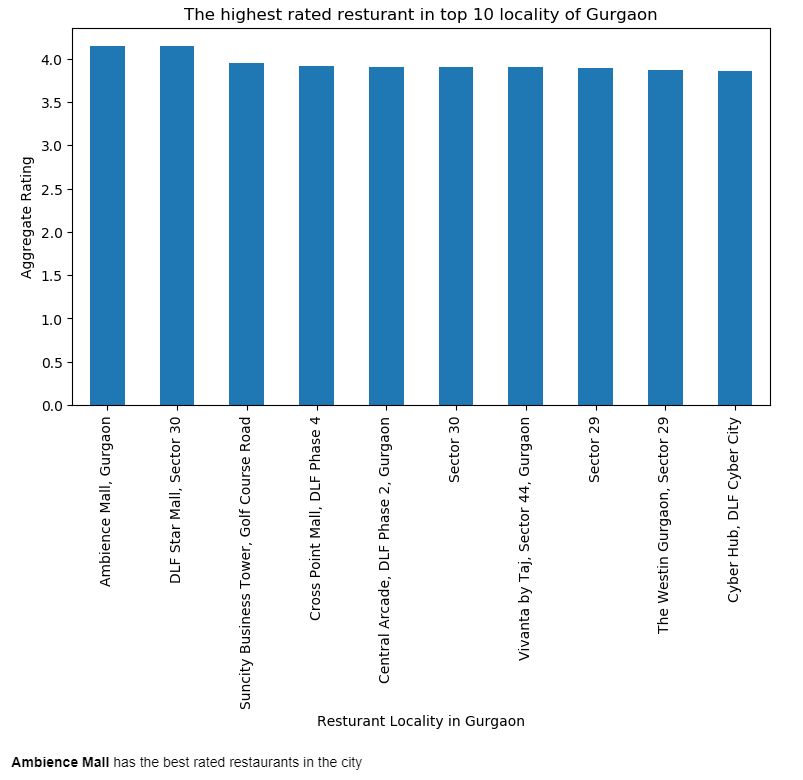 The highest rated resturant in top 10 locality of Gurgaon
Aggregate Rating
4.0
3.5
3.0
2.5
2.0
1.5
1.0
0.5
0.0
Ambience Mall, Gurgaon
DLF Star Mall, Sector 30
Suncity Business Tower, Golf Course Road
Cross Point Mall, DLF Phase 4
Central Arcade, DLF Phase 2, Gurgaon
Sector 30
Vivanta by Taj, Sector 44, Gurgaon
Sector 29
The Westin Gurgaon, Sector 29
Cyber Hub, DLF Cyber City
Resturant Locality in Gurgaon
Ambience Mall has the best rated restaurants in the city